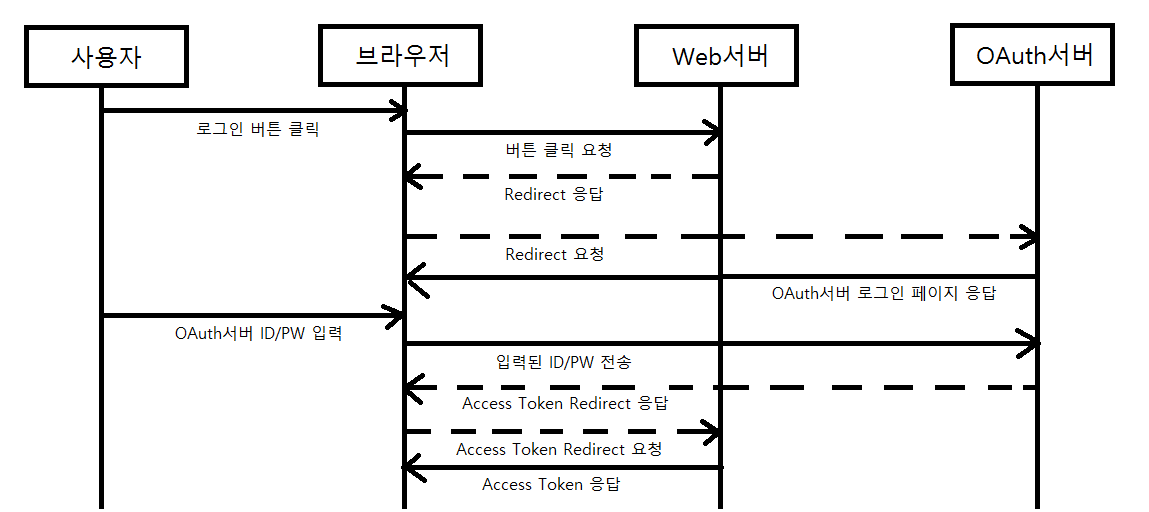 사용자
브라우저
Web서버
OAuth서버
로그인 버튼 클릭
버튼 클릭 요청
Redirect 응답
Redirect 요청
OAuth서버 로그인 페이지 응답
OAuth서버 ID/PW 입력
입력된 ID/PW 전송
Access Token Redirect 응답
Access Token Redirect 요청
Access Token 응답